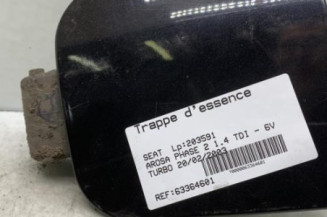 Trappe d'essence
SEAT Lp:203591
AROSA PHASE 2 1.4 TDI - 6V
TURBO 20/02/2003
REF:63364601